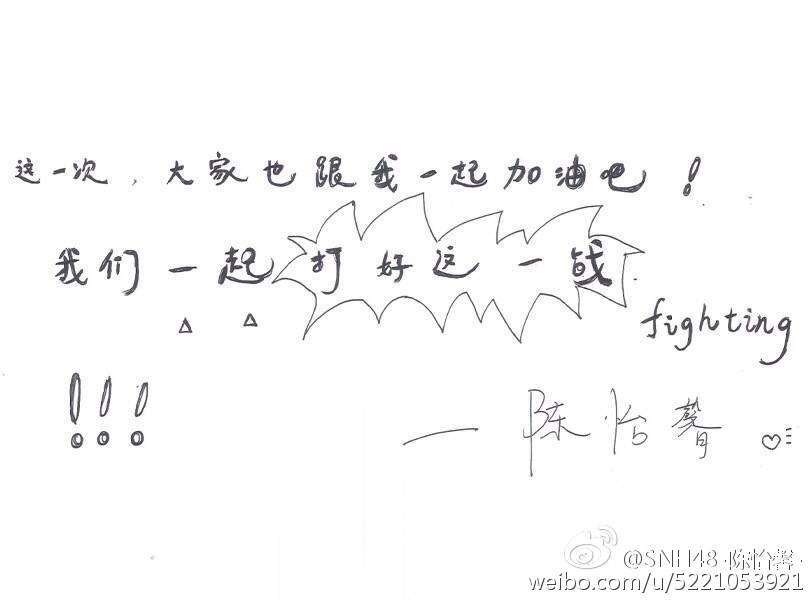 这一次，大家也跟我一起加油吧！
我们一起打好这一战
fighting
!!!
—陈怡馨♡
@SNH48-陈怡馨-
weibo.com/u/5221053921